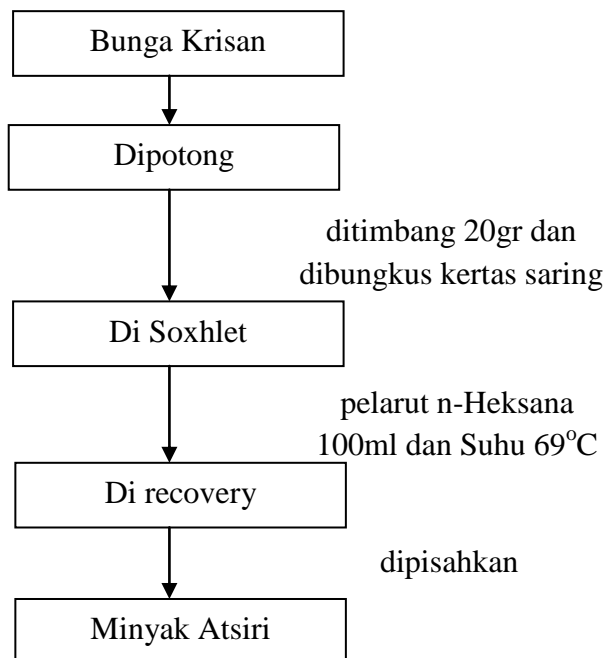 Bunga Krisan
Dipotong
ditimbang 20gr dan
dibungkus kertas saring
Di Soxhlet
pelarut n-Heksana
100ml dan Suhu 69°C
Di recovery
dipisahkan
Minyak Atsiri